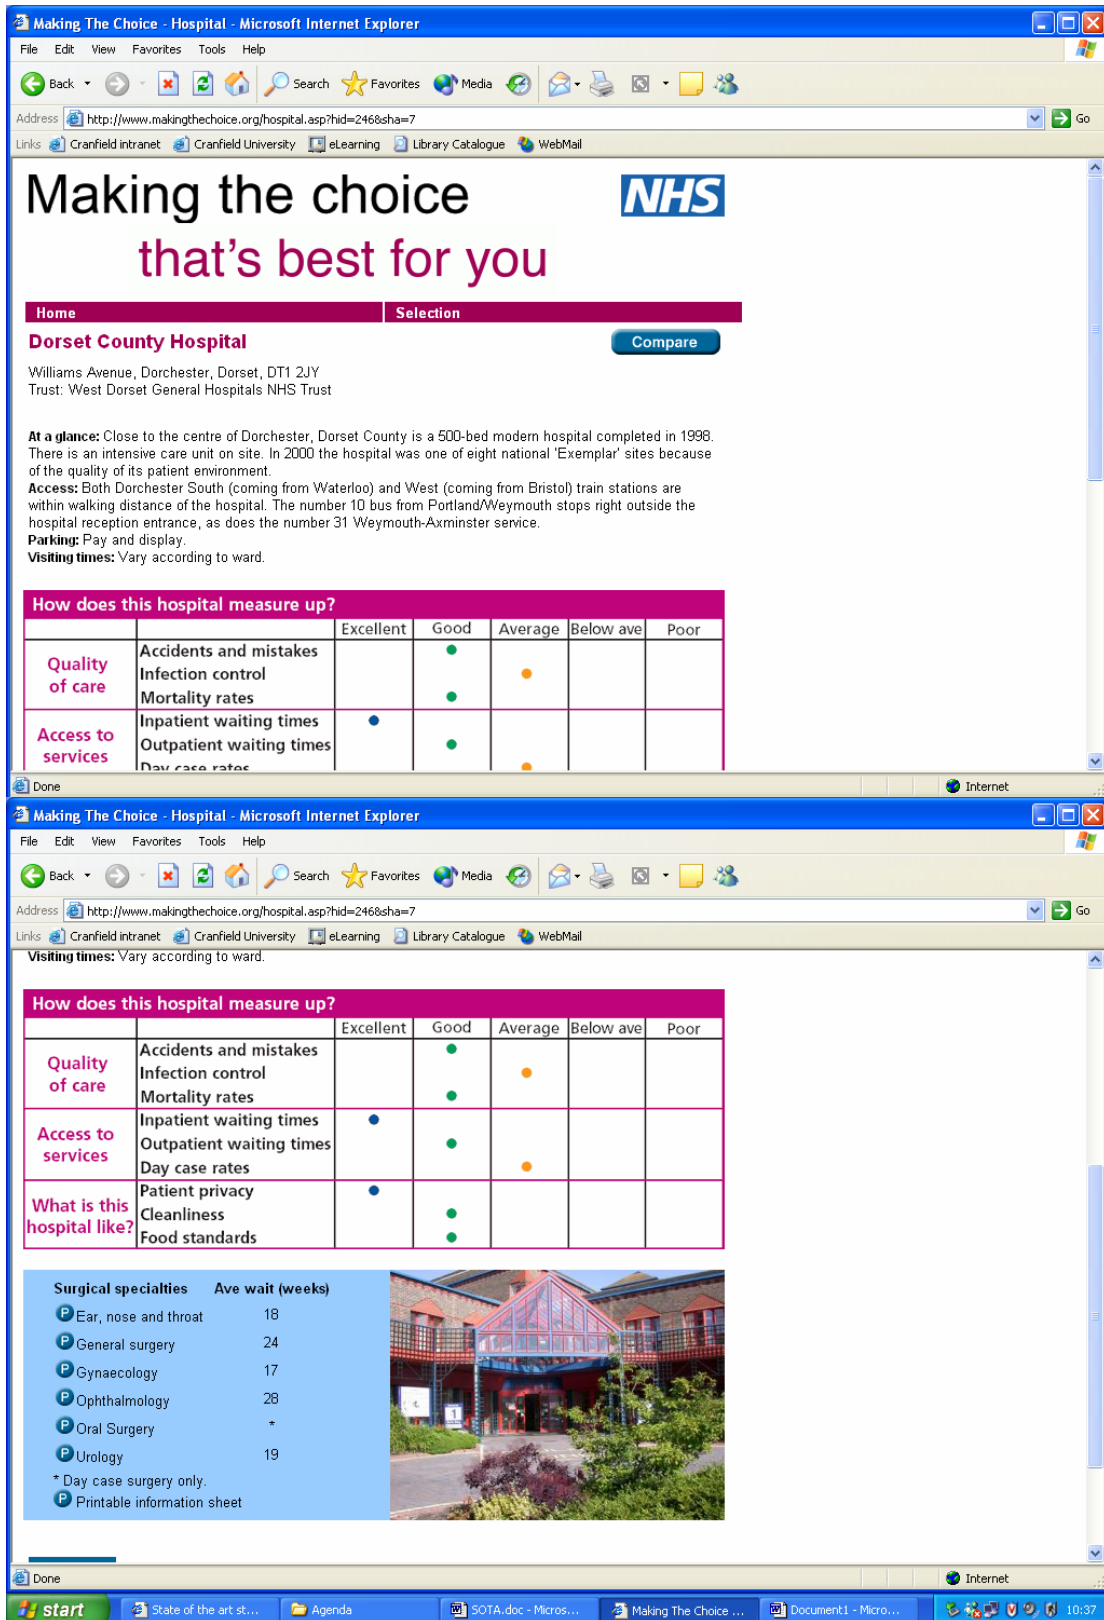 Making The Choice - Hospital - Microsoft Internet Explorer
File Edit View Favorites Tools Help
Back Search Favorites Media
Address http://www.makingthechoice.org/hospital.asp?hid=246&sha=7 Go
Links Cranfield intranet Cranfield University eLearning Library Catalogue WebMail
Making the choice NHS
that's best for you
Home Selection
Dorset County Hospital Compare
Williams Avenue, Dorchester, Dorset, DT1 2JY
Trust: West Dorset General Hospitals NHS Trust
At a glance: Close to the centre of Dorchester, Dorset County is a 500-bed modern hospital completed in 1998.
There is an intensive care unit on site. In 2000 the hospital was one of eight national 'Exemplar' sites because
of the quality of its patient environment.
Access: Both Dorchester South (coming from Waterloo) and West (coming from Bristol) train stations are
within walking distance of the hospital. The number 10 bus from Portland/Weymouth stops right outside the
hospital reception entrance, as does the number 31 Weymouth-Axminster service.
Parking: Pay and display.
Visiting times: Vary according to ward.
How does this hospital measure up?
Excellent Good Average Below ave Poor
Quality of care
Accidents and mistakes
Infection control
Mortality rates
Access to services
Inpatient waiting times
Outpatient waiting times
Day case rates
Done Internet
Making The Choice - Hospital - Microsoft Internet Explorer
File Edit View Favorites Tools Help
Back Search Favorites Media
Address http://www.makingthechoice.org/hospital.asp?hid=246&sha=7 Go
Links Cranfield intranet Cranfield University eLearning Library Catalogue WebMail
Visiting times: Vary according to ward.
How does this hospital measure up?
Excellent Good Average Below ave Poor
Quality of care
Accidents and mistakes
Infection control
Mortality rates
Access to services
Inpatient waiting times
Outpatient waiting times
Day case rates
What is this hospital like?
Patient privacy
Cleanliness
Food standards
Surgical specialties Ave wait (weeks)
P Ear, nose and throat 18
P General surgery 24
P Gynaecology 17
P Ophthalmology 28
P Oral Surgery *
P Urology 19
* Day case surgery only.
P Printable information sheet
1
Done Internet
start State of the art st... Agenda SOTA.doc - Micros... Making The Choice ... Document1 - Micro... 10:37